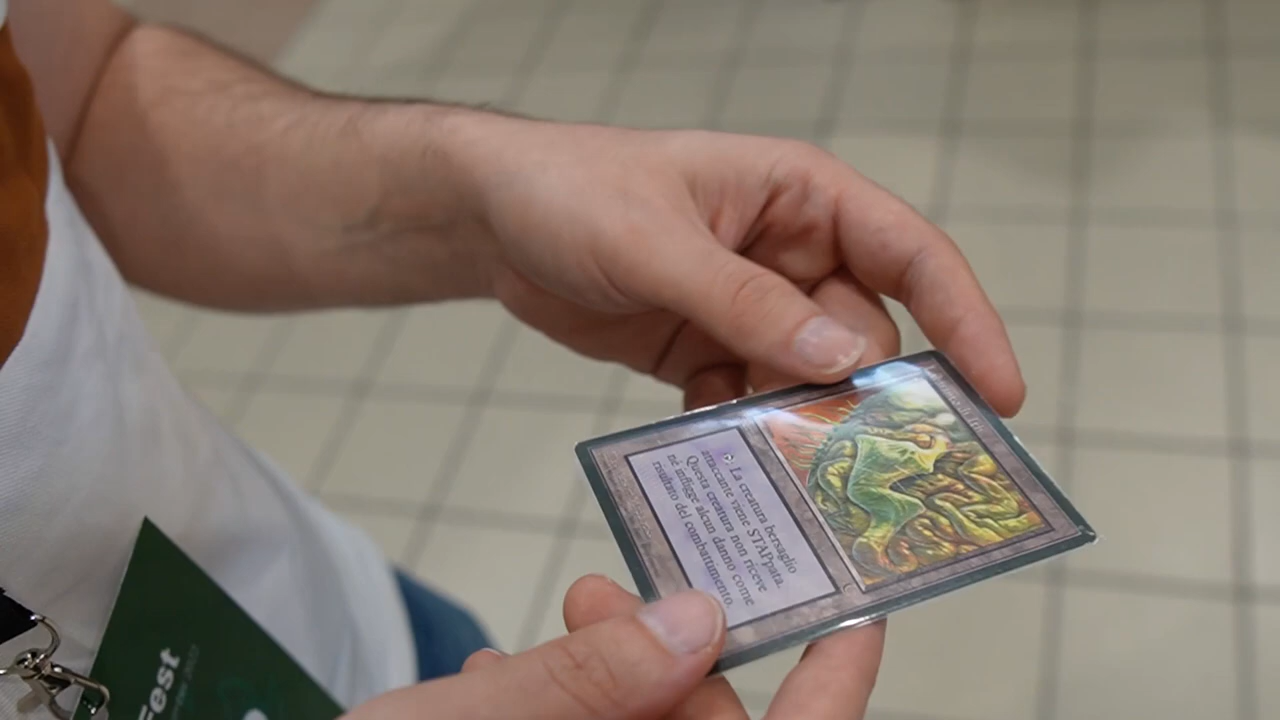 La creatura bersaglio
attaccante viene STAPpata.
Questa creatura non riceve
né infligge alcun danno come
risultato del combattimento.
Fest